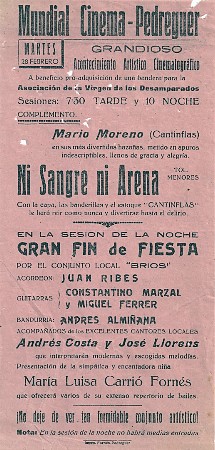 Mundial Cinema-Pedreguer
MARTES
18 FEBRERO
GRANDIOSO
Acontecimiento Artístico Cinematográfico
A beneficio pro-adquisición de una bandera para la
Asociación de la Virgen de los Desamparados
Sesiones: 7'30 TARDE y 10 NOCHE
COMPLEMENTO.
Mario Moreno (Cantinflas)
en sus más divertidas hazañas, metido en apuros
indescriptibles, llenos de gracia y alegría.
TO...
MENORES
Ni Sangre ni Arena
Con la capa, las banderillas y el estoque "CANTINFLAS"
le hará reír como nunca y divertirse hasta el delirio.
EN LA SESION DE LA NOCHE
GRAN FIN de FIESTA
POR EL CONJUNTO LOCAL "BRIOS"
ACORDEON JUAN RIBES
GUITARRAS CONSTANTINO MARZAL
y MIGUEL FERRER
BANDURRIA: ANDRES ALMIÑANA
ACOMPAÑADOS de los EXCELENTES CANTORES LOCALES
Andrés Costa y José Llorens
que interpretarán modernas y escogidas melodías.
Presentación de la simpática y encantadora niña
María Luisa Carrió Fornés
que ofrecerá varios de su extenso repertorio de bailes.
¡No deje de ver tan formidable conjunto artístico!
Nota: En la sesión de la noche no habrá medias entradas